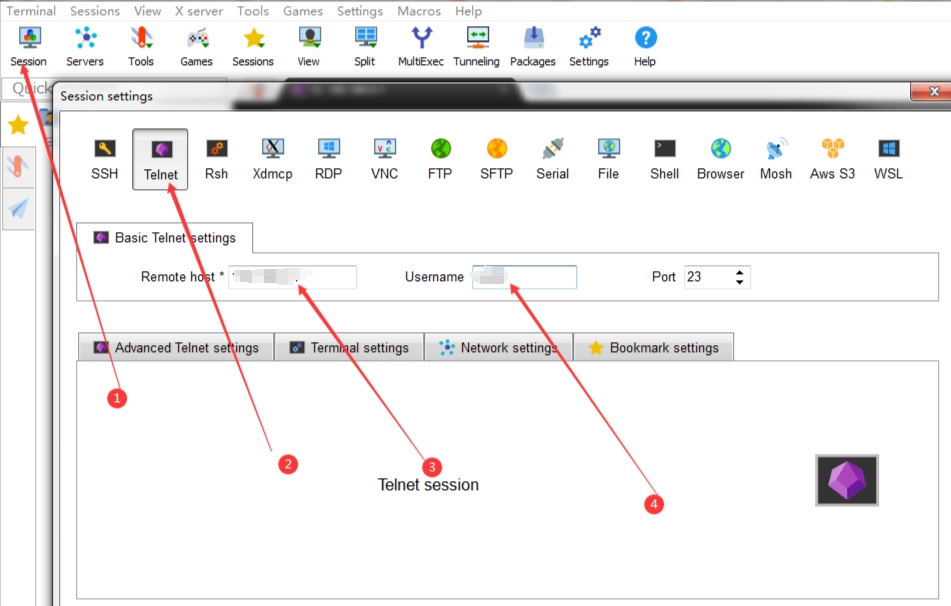 Terminal Sessions View X server Tools Games Settings Macros Help
Session Servers Tools Games Sessions View Split MultiExec Tunneling Packages Settings Help
Quick
Session settings
SSH Telnet Rsh Xdmcp RDP VNC FTP SFTP Serial File Shell Browser Mosh Aws S3 WSL
Basic Telnet settings
Remote host * Username Port 23
Advanced Telnet settings Terminal settings Network settings Bookmark settings
1
2
3
Telnet session
4